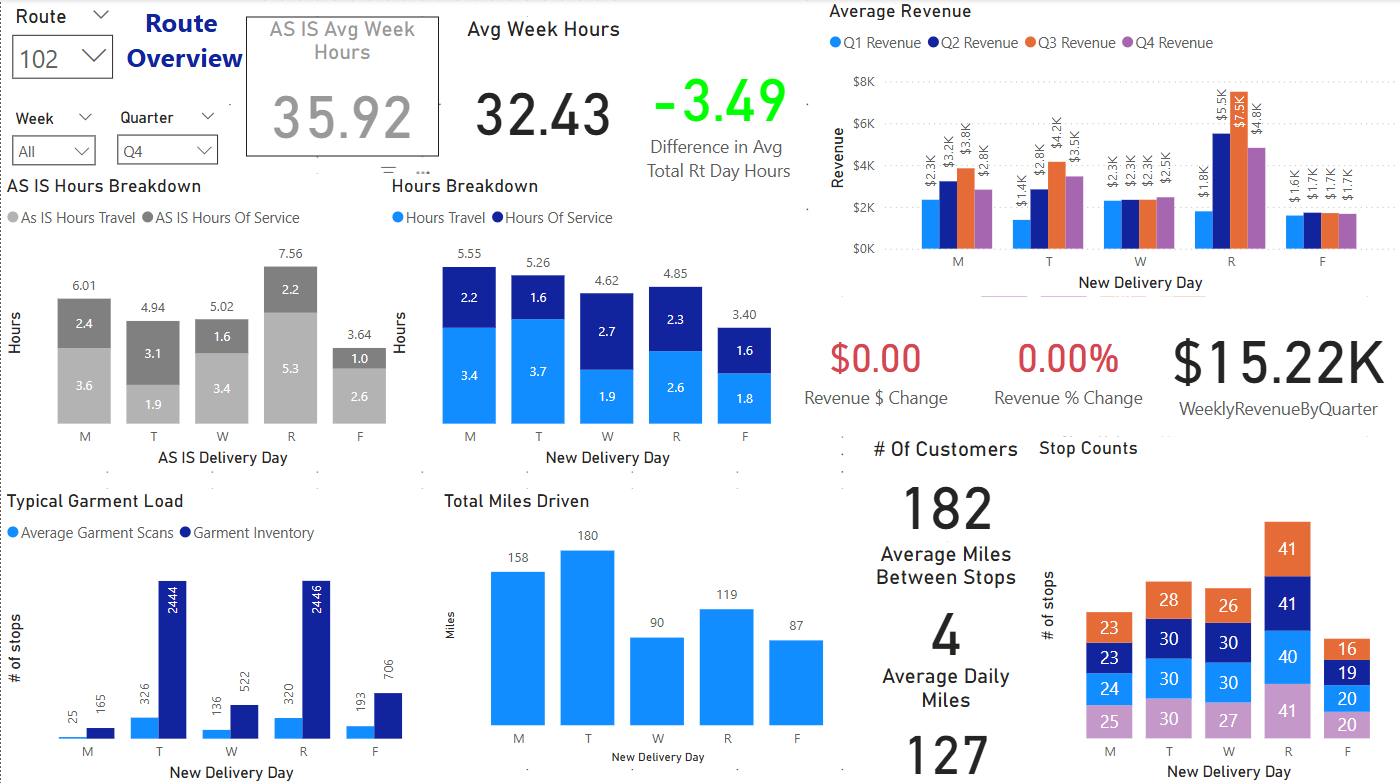 Route
102
Route
Overview
Week
All
Quarter
Q4
AS IS Avg Week
Hours
35.92
Avg Week Hours
32.43
-3.49
Difference in Avg
Total Rt Day Hours
Average Revenue
Q1 Revenue Q2 Revenue Q3 Revenue Q4 Revenue
Revenue
$8K
$6K
$4K
$2K
$0K
$2.3K $3.2K $3.8K $2.8K
$1.4K $2.8K $4.2K $3.5K
$2.3K $2.3K $2.3K $2.5K
$1.8K $5.5K $7.5K $4.8K
$1.6K $1.7K $1.7K $1.7K
M T W R F
New Delivery Day
AS IS Hours Breakdown
As IS Hours Travel AS IS Hours Of Service
Hours
6.01 4.94 5.02 7.56 3.64
2.4 3.1 1.6 2.2 1.0
3.6 1.9 3.4 5.3 2.6
M T W R F
AS IS Delivery Day
Hours Breakdown
Hours Travel Hours Of Service
Hours
5.55 5.26 4.62 4.85 3.40
2.2 1.6 2.7 2.3 1.6
3.4 3.7 1.9 2.6 1.8
M T W R F
New Delivery Day
$0.00
Revenue $ Change
0.00%
Revenue % Change
$15.22K
WeeklyRevenueByQuarter
Typical Garment Load
Average Garment Scans Garment Inventory
# of stops
25 165 326 2444 136 522 320 2446 193 706
M T W R F
New Delivery Day
Total Miles Driven
Miles
158 180 90 119 87
M T W R F
New Delivery Day
# Of Customers
182
Average Miles
Between Stops
4
Average Daily
Miles
127
Stop Counts
# of stops
23 28 26 41 16
23 30 30 41 19
24 30 30 40 20
25 30 27 41 20
M T W R F
New Delivery Day